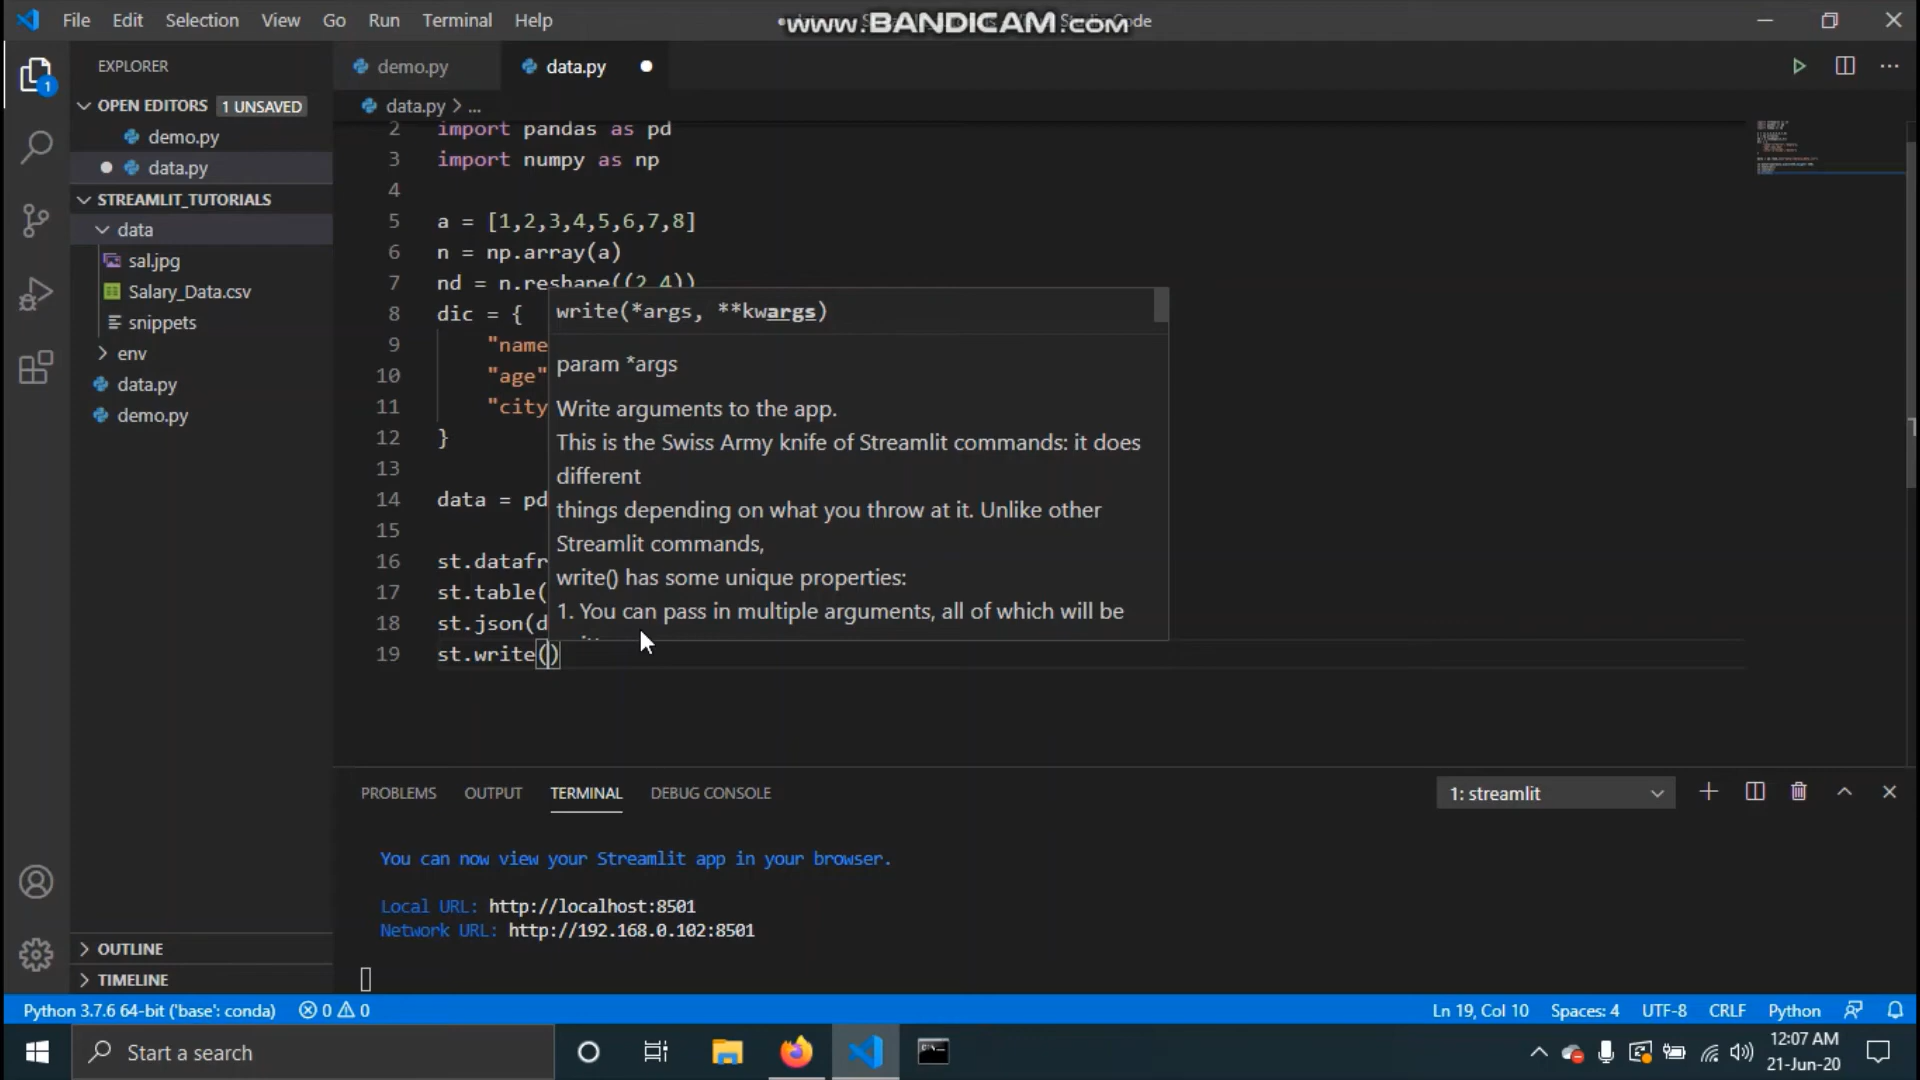 File Edit Selection View Go Run Terminal Help
www.BANDICAM.com
Code
EXPLORER
OPEN EDITORS 1 UNSAVED
demo.py
data.py
STREAMLIT_TUTORIALS
data
sal.jpg
Salary_Data.csv
snippets
env
data.py
demo.py
OUTLINE
TIMELINE
1
demo.py
data.py
data.py > ...
2 import pandas as pd
3 import numpy as np
4
5 a = [1,2,3,4,5,6,7,8]
6 n = np.array(a)
7 nd = n.reshape((2,4))
8 dic = {
9 "name
10 "age"
11 "city
12 }
13
14 data = pd
15
16 st.datafr
17 st.table(
18 st.json(d
19 st.write()
write(*args, **kwargs)
param *args
Write arguments to the app.
This is the Swiss Army knife of Streamlit commands: it does
different
things depending on what you throw at it. Unlike other
Streamlit commands,
write() has some unique properties:
1. You can pass in multiple arguments, all of which will be
PROBLEMS OUTPUT TERMINAL DEBUG CONSOLE
1: streamlit
You can now view your Streamlit app in your browser.
Local URL: http://localhost:8501
Network URL: http://192.168.0.102:8501
Python 3.7.6 64-bit ('base': conda) 0 0
Ln 19, Col 10 Spaces: 4 UTF-8 CRLF Python
Start a search
12:07 AM
21-Jun-20